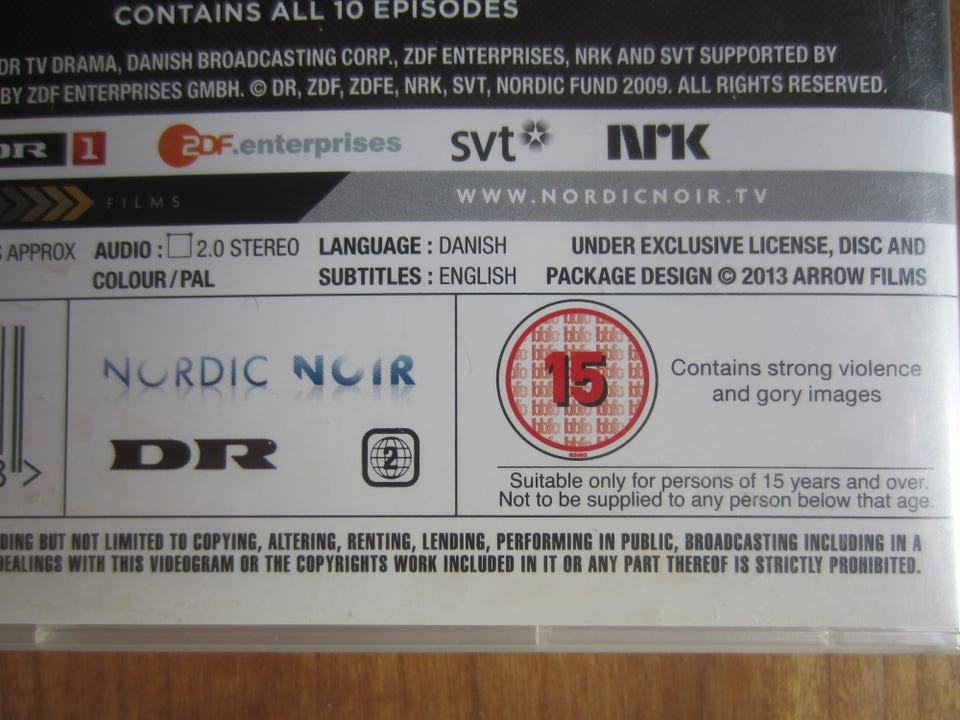 CONTAINS ALL 10 EPISODES
DR TV DRAMA, DANISH BROADCASTING CORP., ZDF ENTERPRISES, NRK AND SVT SUPPORTED BY
BY ZDF ENTERPRISES GMBH. © DR, ZDF, ZDFE, NRK, SVT, NORDIC FUND 2009. ALL RIGHTS RESERVED.
DR 1 ZDF.enterprises svt NRK
FILMS WWW.NORDICNOIR.TV
S APPROX AUDIO : 2.0 STEREO LANGUAGE : DANISH UNDER EXCLUSIVE LICENSE, DISC AND
COLOUR / PAL SUBTITLES : ENGLISH PACKAGE DESIGN © 2013 ARROW FILMS
NORDIC NOIR
DR 2
bbfc
15
Contains strong violence
and gory images
Suitable only for persons of 15 years and over.
Not to be supplied to any person below that age.
8 >
DING BUT NOT LIMITED TO COPYING, ALTERING, RENTING, LENDING, PERFORMING IN PUBLIC, BROADCASTING INCLUDING IN A
DEALINGS WITH THIS VIDEOGRAM OR THE COPYRIGHTS WORK INCLUDED IN IT OR ANY PART THEREOF IS STRICTLY PROHIBITED.